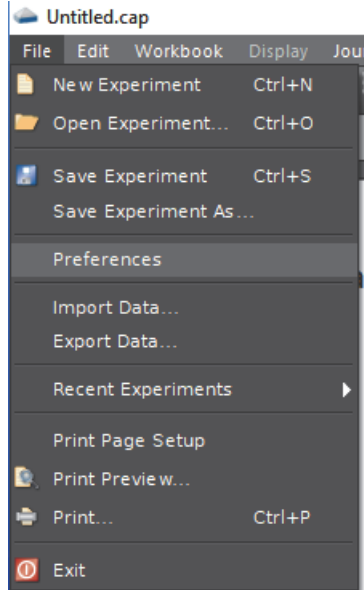 Untitled.cap
File Edit Workbook Display Jou
New Experiment Ctrl+N
Open Experiment... Ctrl+O
Save Experiment Ctrl+S
Save Experiment As...
Preferences
Import Data...
Export Data...
Recent Experiments
Print Page Setup
Print Preview...
Print... Ctrl+P
Exit